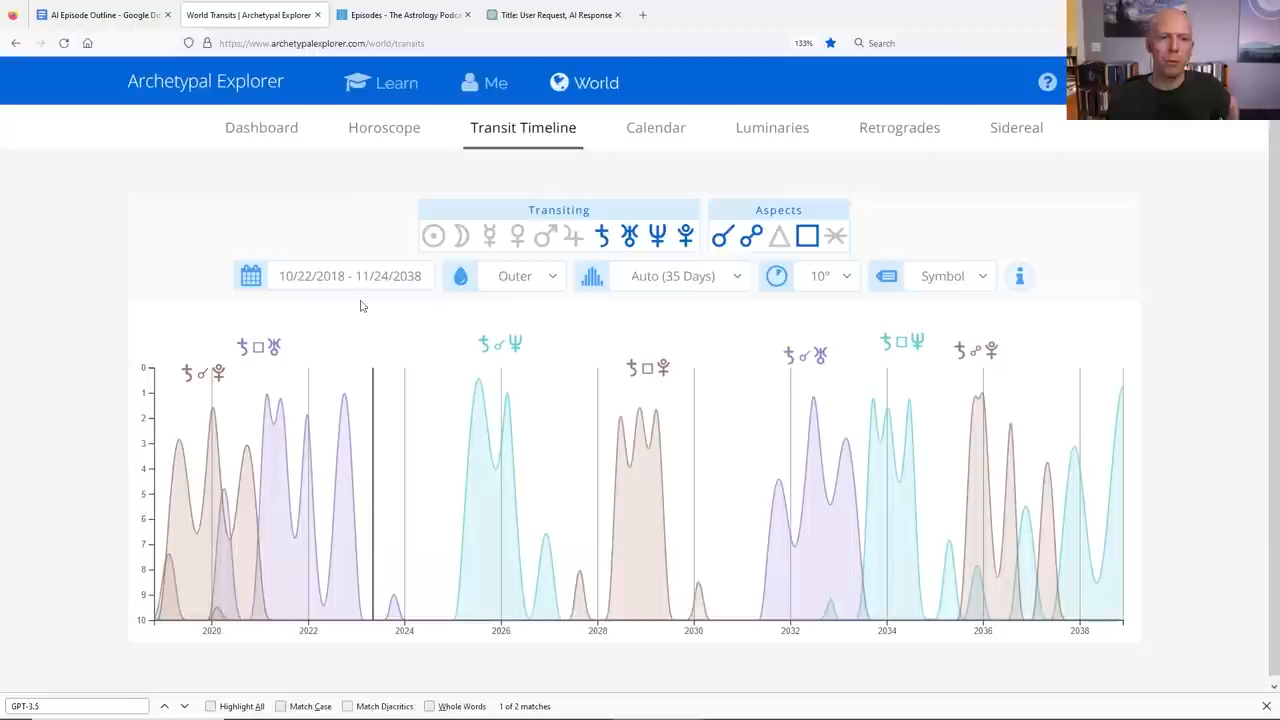 AI Episode Outline - Google Do
World Transits | Archetypal Explorer
Episodes - The Astrology Podca
Title: User Request, AI Response
https://www.archetypalexplorer.com/world/transits
133%
Search
Archetypal Explorer
Learn
Me
World
?
Dashboard
Horoscope
Transit Timeline
Calendar
Luminaries
Retrogrades
Sidereal
Transiting
Aspects
☉ ☽ ☿ ♀ ♂ ♃ ♄ ♅ ♆ ⯓
☌ ☍ △ □ ⚹
10/22/2018 - 11/24/2038
Outer
Auto (35 Days)
10°
Symbol
i
♄□♅
♄☌♆
♄☌♅
♄□♆
♄☍⯓
♄☌⯓
♄□⯓
0
1
2
3
4
5
6
7
8
9
10
2020 2022 2024 2026 2028 2030 2032 2034 2036 2038
GPT-3.5
Highlight All
Match Case
Match Diacritics
Whole Words
1 of 2 matches